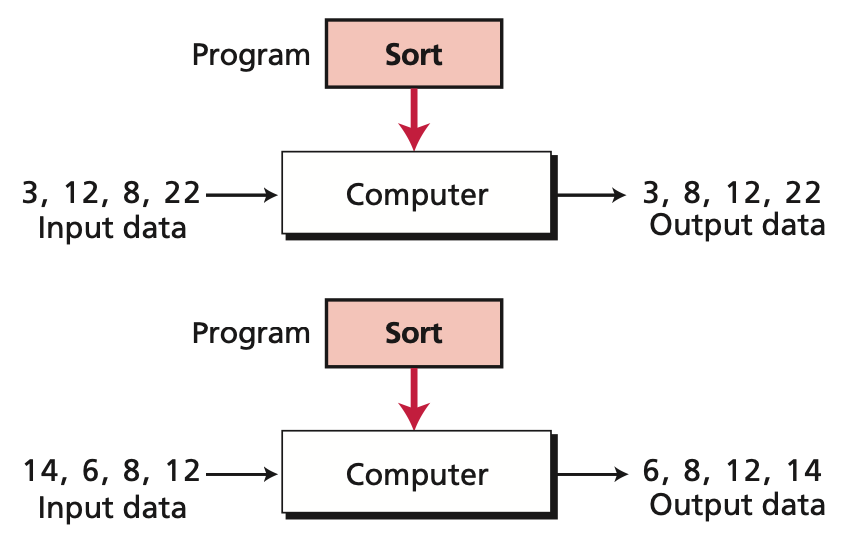 Program Sort
3, 12, 8, 22 Computer 3, 8, 12, 22
Input data Output data
Program Sort
14, 6, 8, 12 Computer 6, 8, 12, 14
Input data Output data